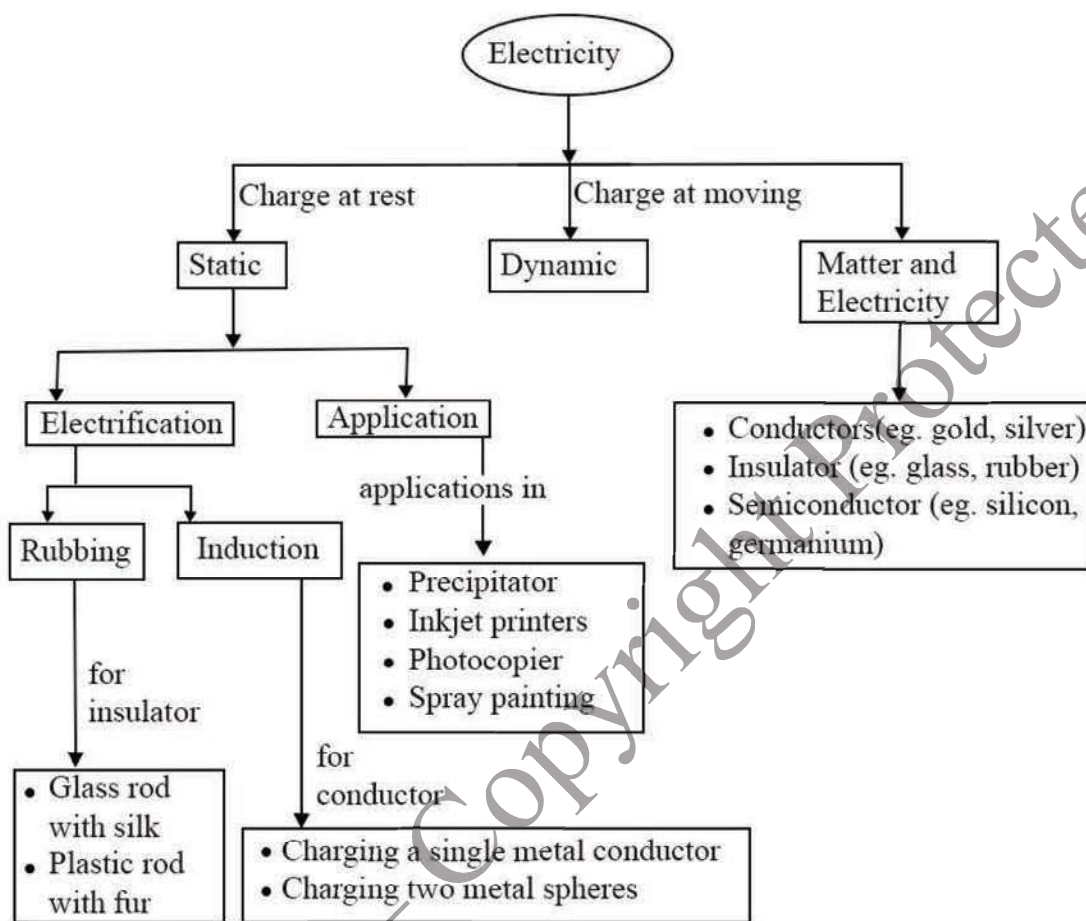 Electricity
Charge at rest
Charge at moving
Static
Dynamic
Matter and
Electricity
Electrification
Application
• Conductors(eg. gold, silver)
• Insulator (eg. glass, rubber)
• Semiconductor (eg. silicon,
germanium)
applications in
Rubbing
Induction
• Precipitator
• Inkjet printers
• Photocopier
• Spray painting
for
insulator
for
conductor
• Glass rod
with silk
• Plastic rod
with fur
• Charging a single metal conductor
• Charging two metal spheres
Copyright Protecte